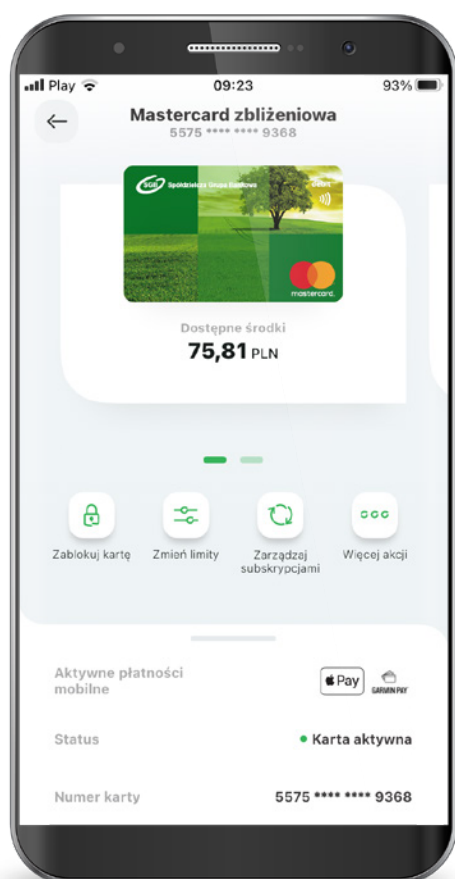 Play 09:23 93%
Mastercard zbliżeniowa
5575 **** **** 9368
SGB Spółdzielcza Grupa Bankowa debit
mastercard.
Dostępne środki
75,81 PLN
Zablokuj kartę Zmień limity Zarządzaj subskrypcjami Więcej akcji
Aktywne płatności
mobilne
Pay GARMIN PAY
Status Karta aktywna
Numer karty 5575 **** **** 9368